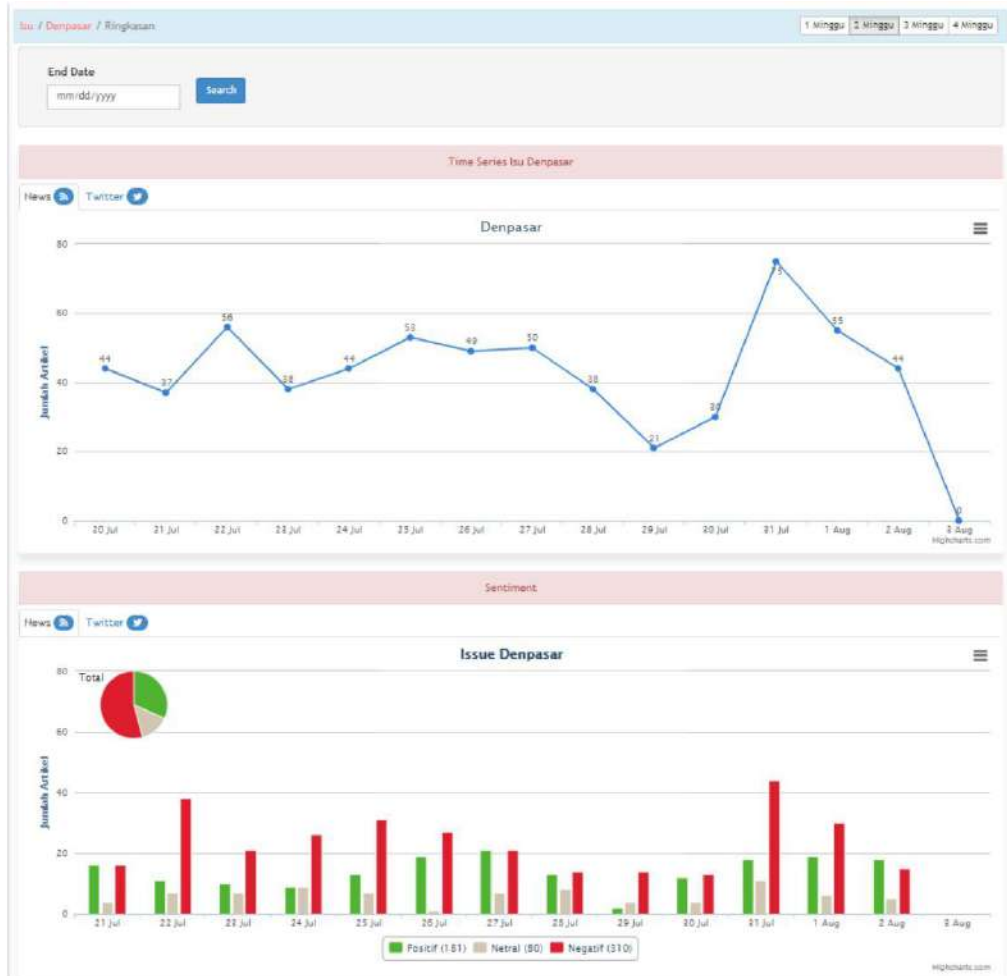 Isu / Denpasar / Ringkasan
1 Minggu 2 Minggu 3 Minggu 4 Minggu
End Date
mm/dd/yyyy Search
Time Series Isu Denpasar
News Twitter
Denpasar
Jumlah Artikel
80
60
40
20
0
44 37 56 38 44 53 49 50 38 21 30 75 55 44 0
20 Jul 21 Jul 22 Jul 23 Jul 24 Jul 25 Jul 26 Jul 27 Jul 28 Jul 29 Jul 30 Jul 31 Jul 1 Aug 2 Aug 3 Aug
Highcharts.com
Sentiment
News Twitter
Issue Denpasar
Total
Jumlah Artikel
80
60
40
20
0
21 Jul 22 Jul 23 Jul 24 Jul 25 Jul 26 Jul 27 Jul 28 Jul 29 Jul 30 Jul 31 Jul 1 Aug 2 Aug 3 Aug
Positif (181) Netral (80) Negatif (310)
Highcharts.com